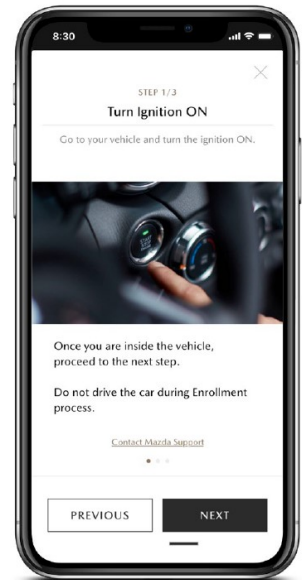 8:30
STEP 1/3
Turn Ignition ON
Go to your vehicle and turn the ignition ON.
Once you are inside the vehicle,
proceed to the next step.
Do not drive the car during Enrollment
process.
Contact Mazda Support
PREVIOUS NEXT